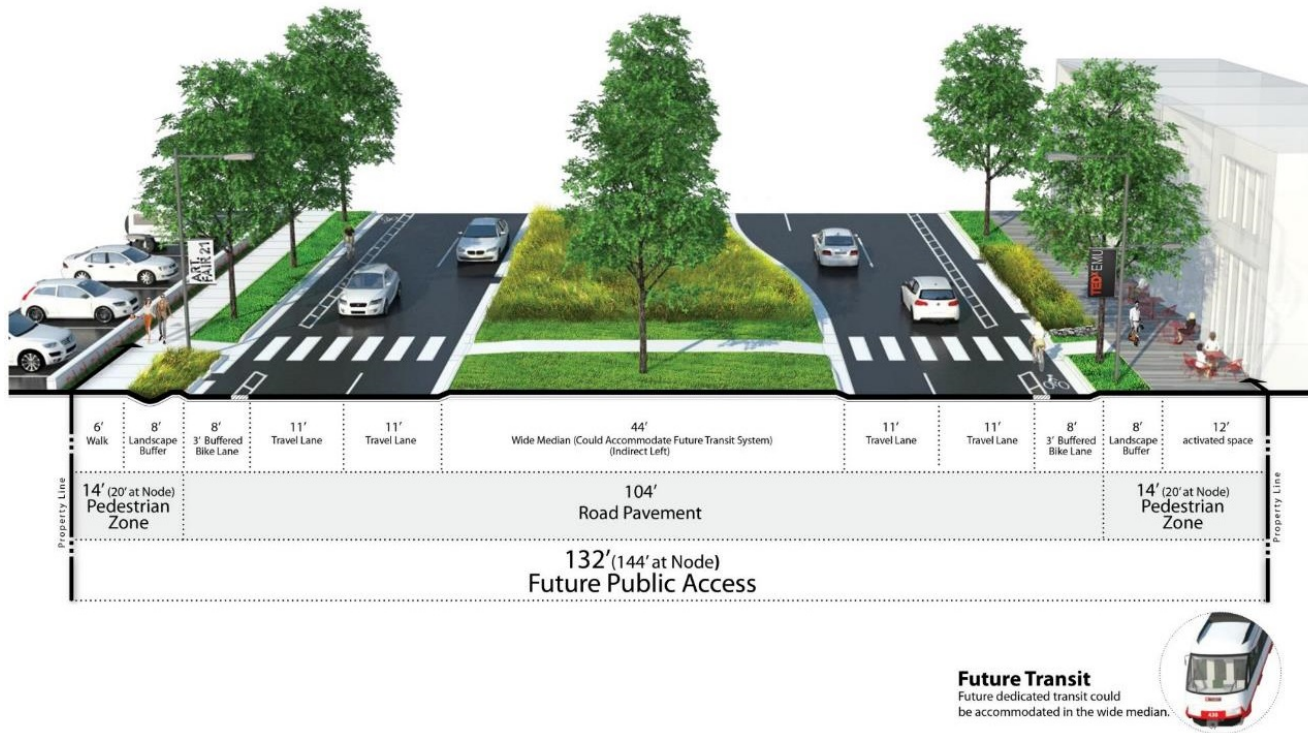 ART.
FAIR 21
TEDxEMU
6'
Walk
8'
Landscape
Buffer
8'
3' Buffered
Bike Lane
11'
Travel Lane
11'
Travel Lane
44'
Wide Median (Could Accommodate Future Transit System)
(Indirect Left)
11'
Travel Lane
11'
Travel Lane
8'
3' Buffered
Bike Lane
8'
Landscape
Buffer
12'
activated space
Property Line
14' (20' at Node)
Pedestrian
Zone
104'
Road Pavement
14' (20' at Node)
Pedestrian
Zone
Property Line
132' (144' at Node)
Future Public Access
Future Transit
Future dedicated transit could
be accommodated in the wide median.